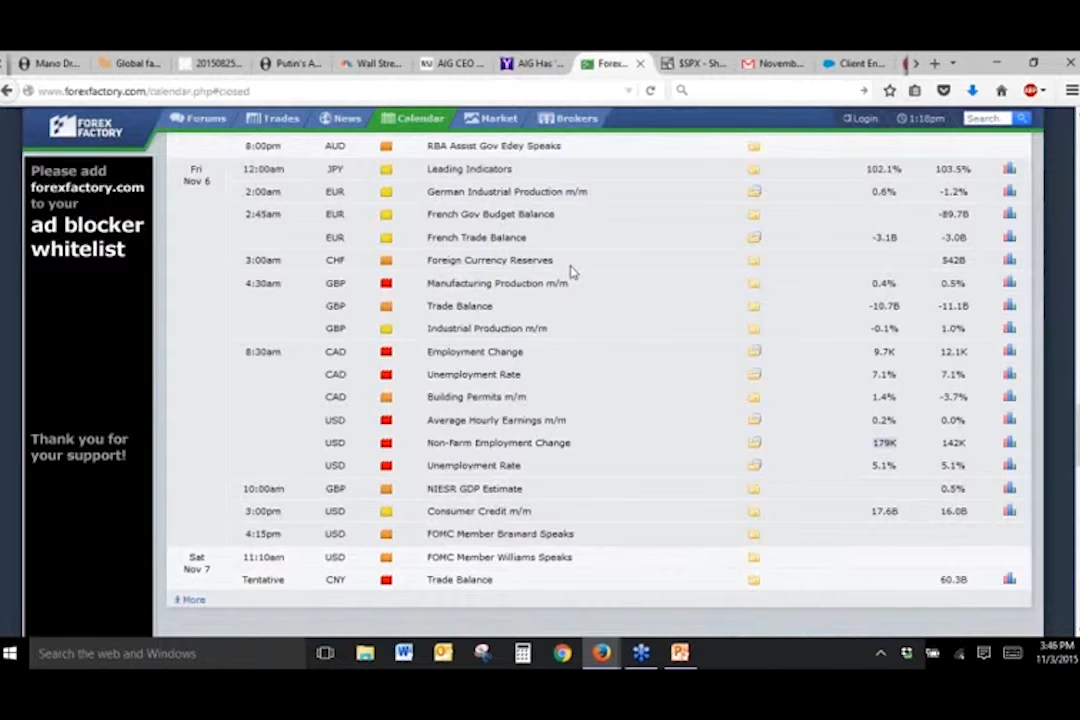 Mario Dr... Global fa... 20150825... Putin's A... Wall Stre... AIG CEO ... AIG Has '... Forex... $SPX - Sh... Novemb... Client En...
www.forexfactory.com/calendar.php#closed
FOREX FACTORY Forums Trades News Calendar Market Brokers Login 1:18pm Search...
Please add
forexfactory.com
to your
ad blocker
whitelist
Thank you for
your support!
8:00pm AUD RBA Assist Gov Edey Speaks
Fri Nov 6 12:00am JPY Leading Indicators 102.1% 103.5%
2:00am EUR German Industrial Production m/m 0.6% -1.2%
2:45am EUR French Gov Budget Balance -89.7B
EUR French Trade Balance -3.1B -3.0B
3:00am CHF Foreign Currency Reserves 542B
4:30am GBP Manufacturing Production m/m 0.4% 0.5%
GBP Trade Balance -10.7B -11.1B
GBP Industrial Production m/m -0.1% 1.0%
8:30am CAD Employment Change 9.7K 12.1K
CAD Unemployment Rate 7.1% 7.1%
CAD Building Permits m/m 1.4% -3.7%
USD Average Hourly Earnings m/m 0.2% 0.0%
USD Non-Farm Employment Change 179K 142K
USD Unemployment Rate 5.1% 5.1%
10:00am GBP NIESR GDP Estimate 0.5%
3:00pm USD Consumer Credit m/m 17.6B 16.0B
4:15pm USD FOMC Member Brainard Speaks
Sat Nov 7 11:10am USD FOMC Member Williams Speaks
Tentative CNY Trade Balance 60.3B
More
Search the web and Windows
3:46 PM
11/3/2015